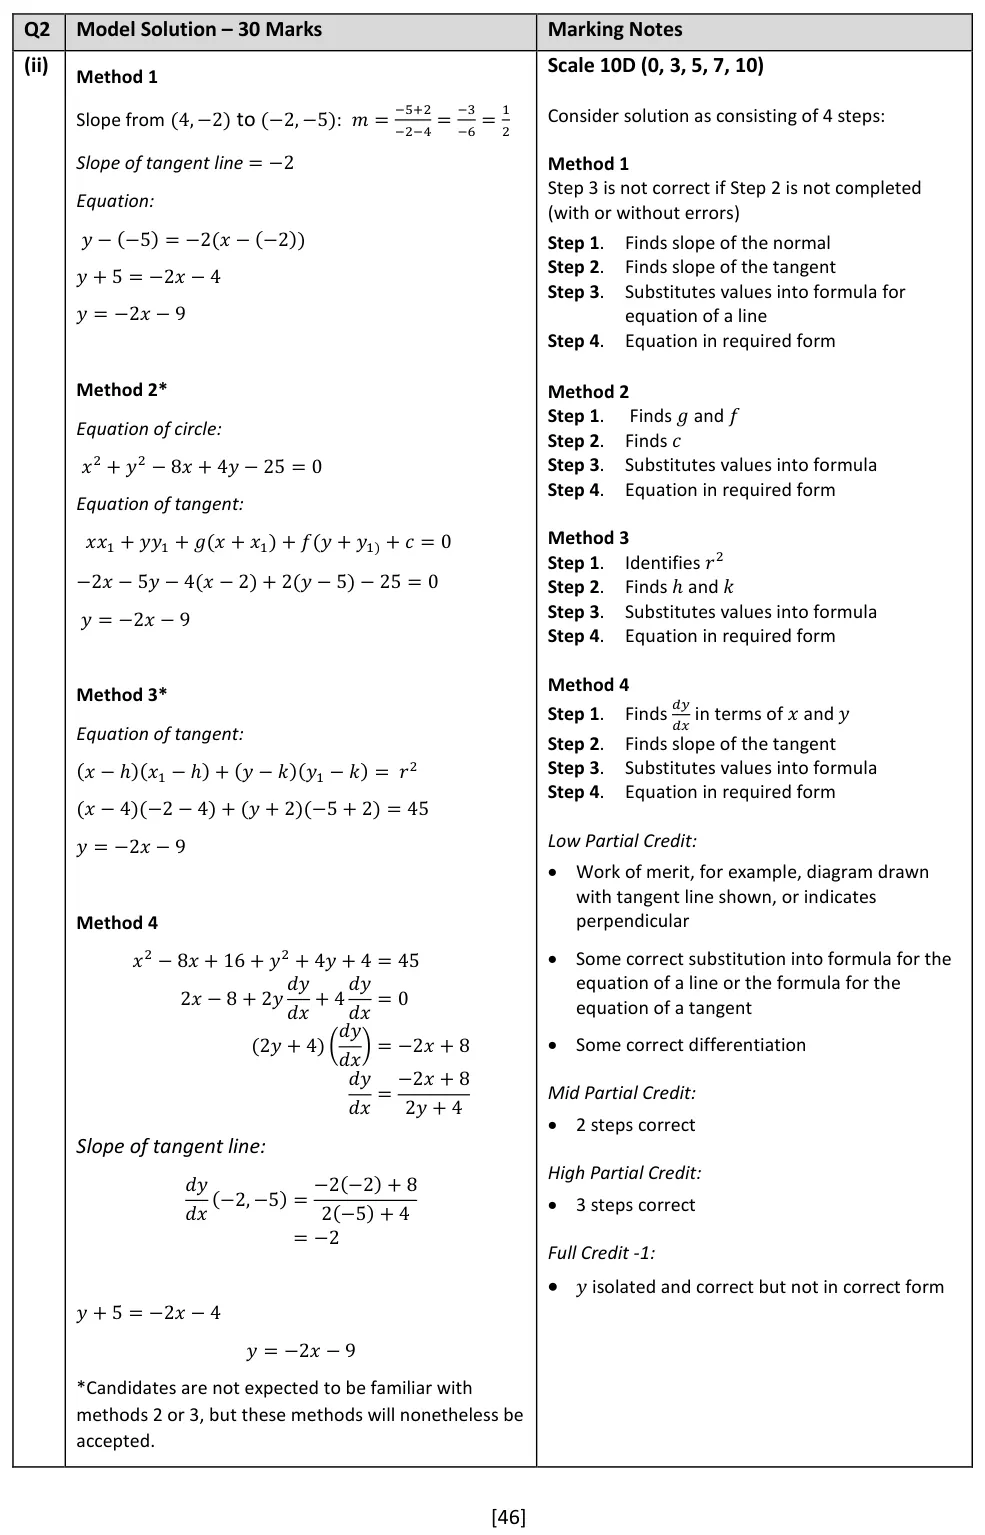 Q2 Model Solution – 30 Marks Marking Notes
(ii)
Method 1
Slope from (4, −2) to (−2, −5): m = −5+2/−2−4 = −3/−6 = 1/2
Slope of tangent line = −2
Equation:
y − (−5) = −2(x − (−2))
y + 5 = −2x − 4
y = −2x − 9
Method 2*
Equation of circle:
x² + y² − 8x + 4y − 25 = 0
Equation of tangent:
xx₁ + yy₁ + g(x + x₁) + f(y + y₁₎ + c = 0
−2x − 5y − 4(x − 2) + 2(y − 5) − 25 = 0
y = −2x − 9
Method 3*
Equation of tangent:
(x − h)(x₁ − h) + (y − k)(y₁ − k) = r²
(x − 4)(−2 − 4) + (y + 2)(−5 + 2) = 45
y = −2x − 9
Method 4
x² − 8x + 16 + y² + 4y + 4 = 45
2x − 8 + 2y dy/dx + 4 dy/dx = 0
(2y + 4) (dy/dx) = −2x + 8
dy/dx = −2x + 8/2y + 4
Slope of tangent line:
dy/dx (−2, −5) = −2(−2) + 8/2(−5) + 4
= −2
y + 5 = −2x − 4
y = −2x − 9
*Candidates are not expected to be familiar with
methods 2 or 3, but these methods will nonetheless be
accepted.
Scale 10D (0, 3, 5, 7, 10)
Consider solution as consisting of 4 steps:
Method 1
Step 3 is not correct if Step 2 is not completed
(with or without errors)
Step 1. Finds slope of the normal
Step 2. Finds slope of the tangent
Step 3. Substitutes values into formula for
equation of a line
Step 4. Equation in required form
Method 2
Step 1. Finds g and f
Step 2. Finds c
Step 3. Substitutes values into formula
Step 4. Equation in required form
Method 3
Step 1. Identifies r²
Step 2. Finds h and k
Step 3. Substitutes values into formula
Step 4. Equation in required form
Method 4
Step 1. Finds dy/dx in terms of x and y
Step 2. Finds slope of the tangent
Step 3. Substitutes values into formula
Step 4. Equation in required form
Low Partial Credit:
• Work of merit, for example, diagram drawn
with tangent line shown, or indicates
perpendicular
• Some correct substitution into formula for the
equation of a line or the formula for the
equation of a tangent
• Some correct differentiation
Mid Partial Credit:
• 2 steps correct
High Partial Credit:
• 3 steps correct
Full Credit -1:
• y isolated and correct but not in correct form
[46]